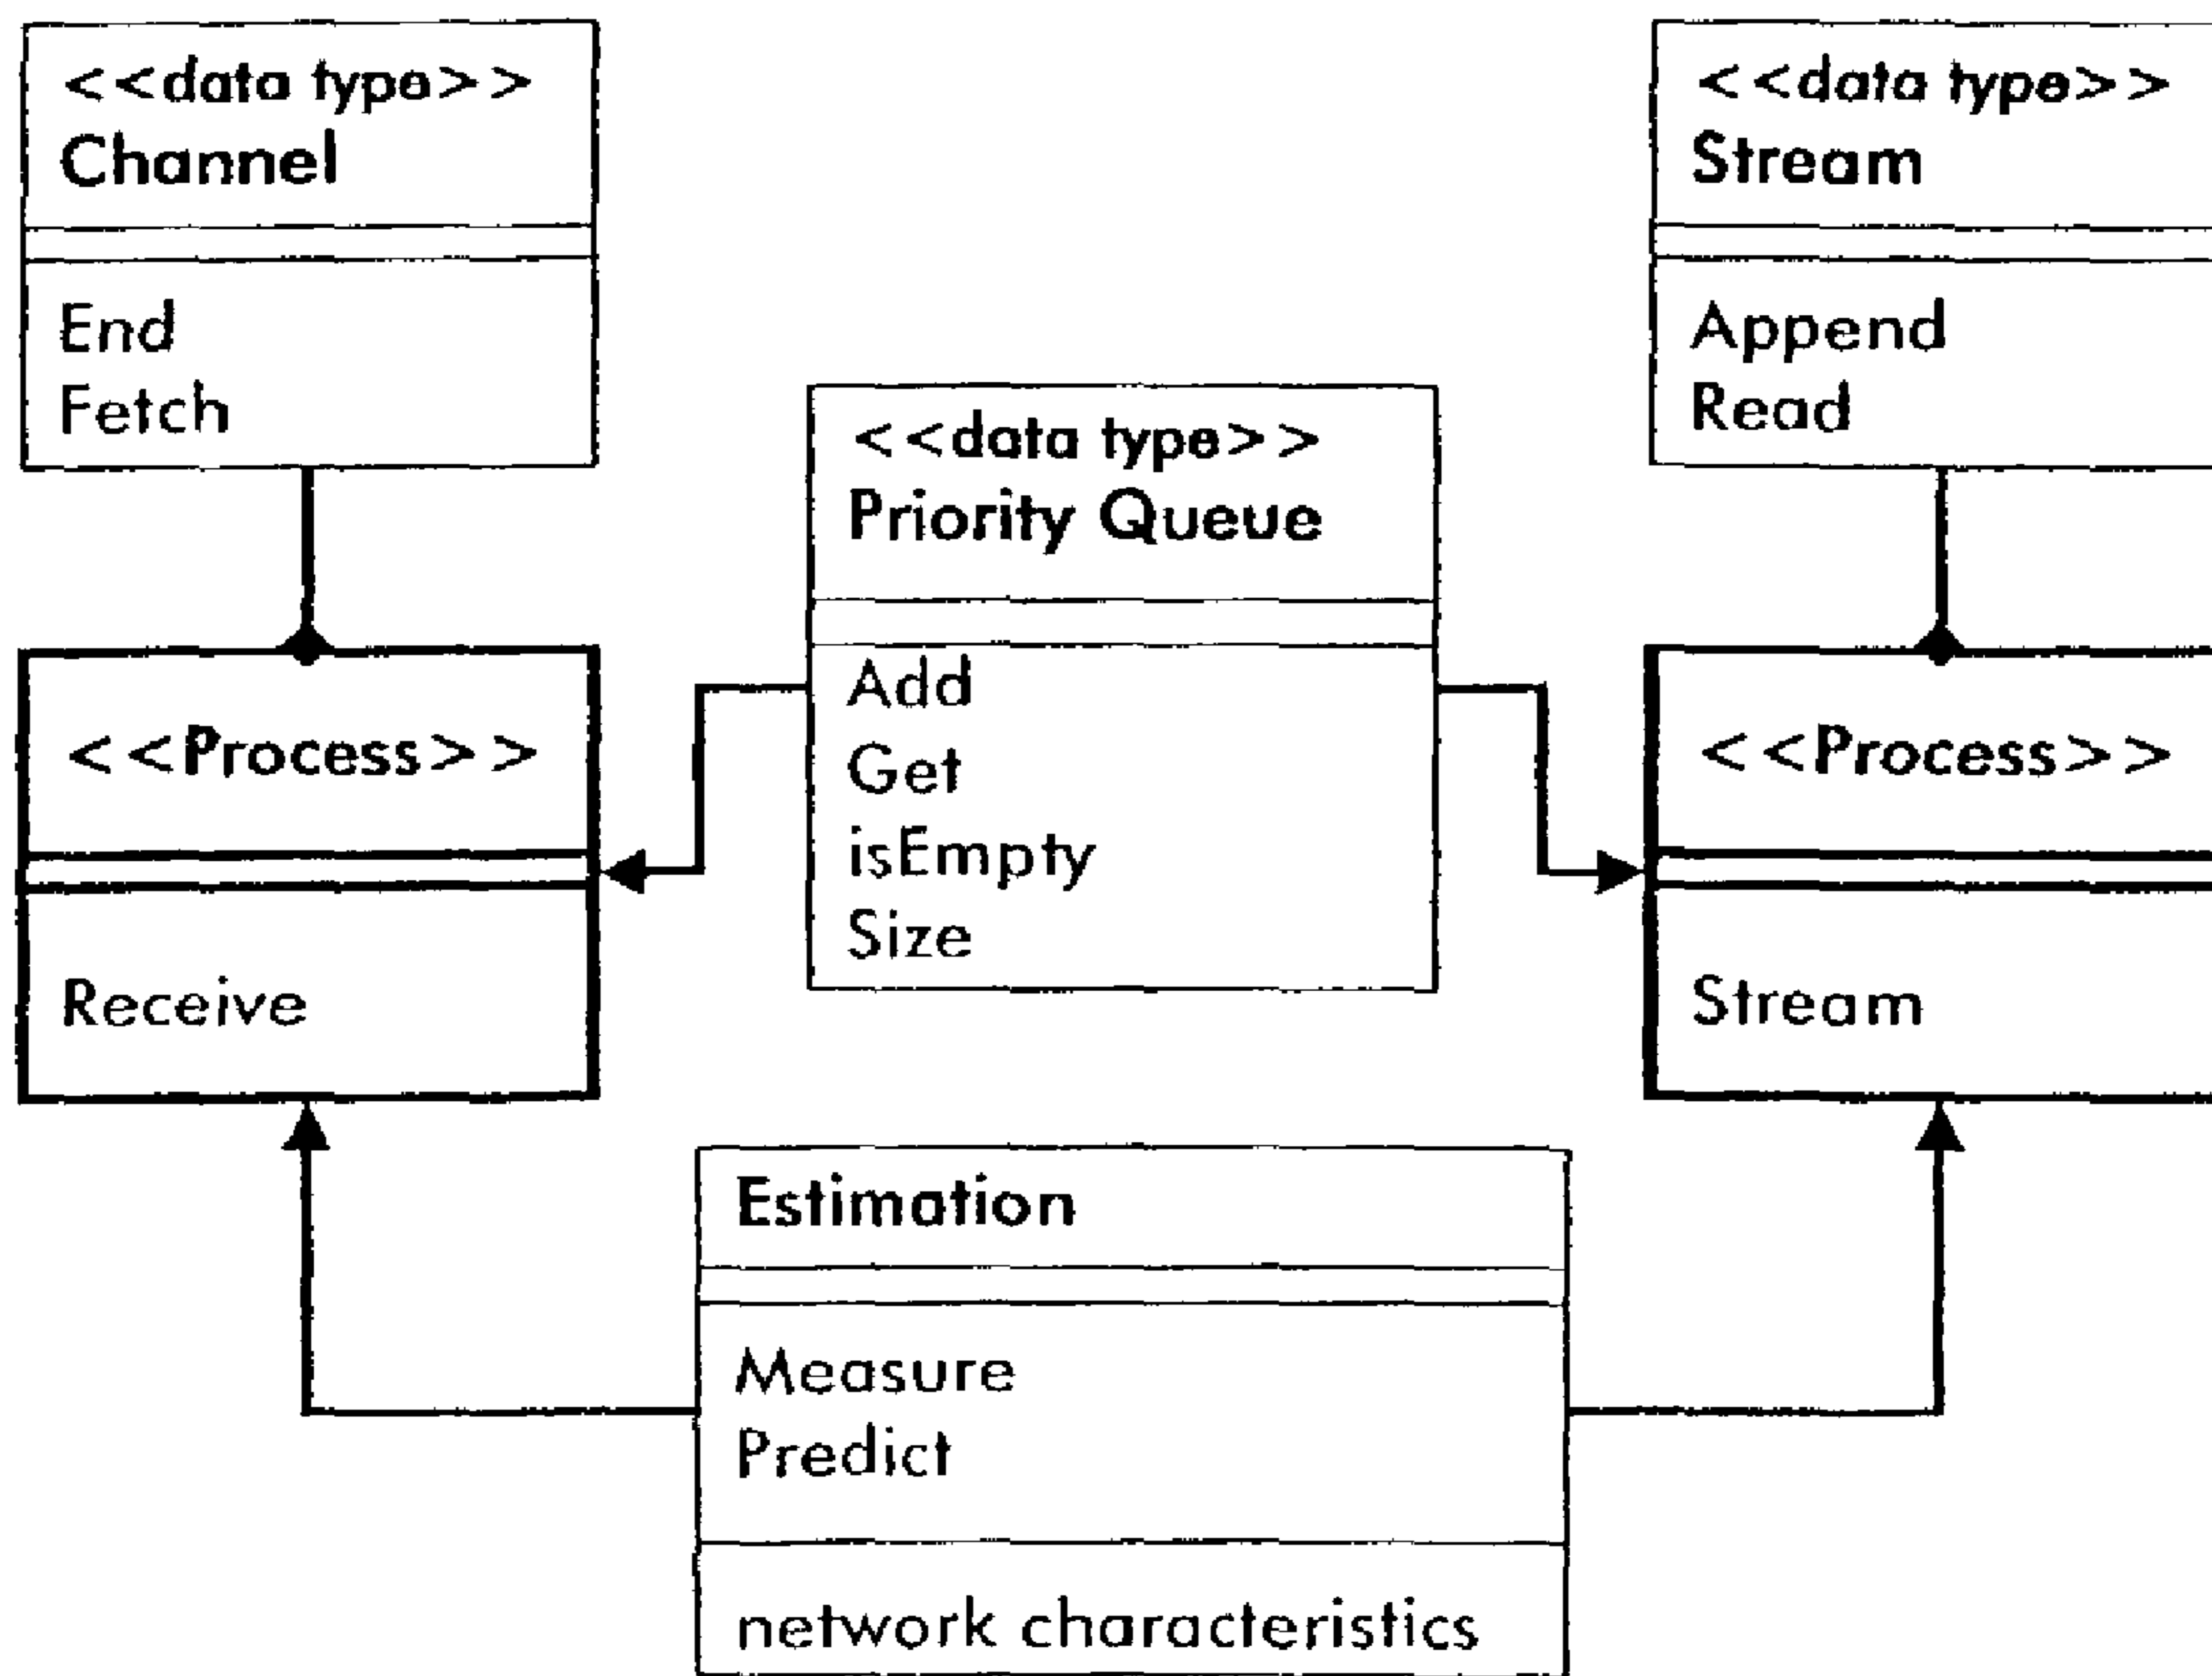 <<data type>>
Channel
End
Fetch
<<data type>>
Stream
Append
Read
<<data type>>
Priority Queue
Add
Get
isEmpty
Size
<<Process>>
Receive
<<Process>>
Stream
Estimation
Measure
Predict
network characteristics